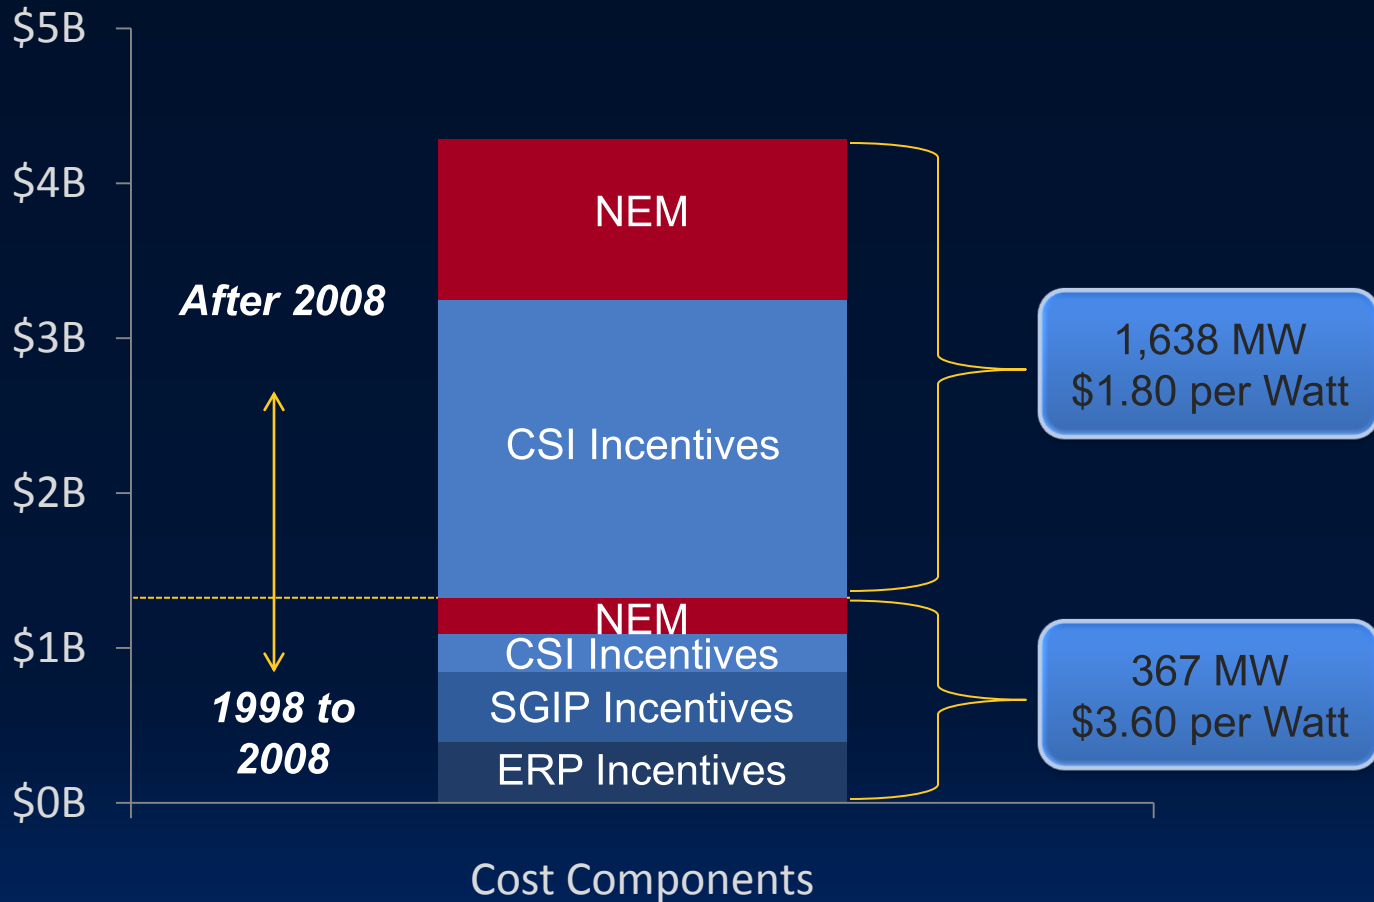 $5B
$4B
$3B
$2B
$1B
$0B
After 2008
1998 to
2008
NEM
CSI Incentives
NEM
CSI Incentives
SGIP Incentives
ERP Incentives
1,638 MW
$1.80 per Watt
367 MW
$3.60 per Watt
Cost Components